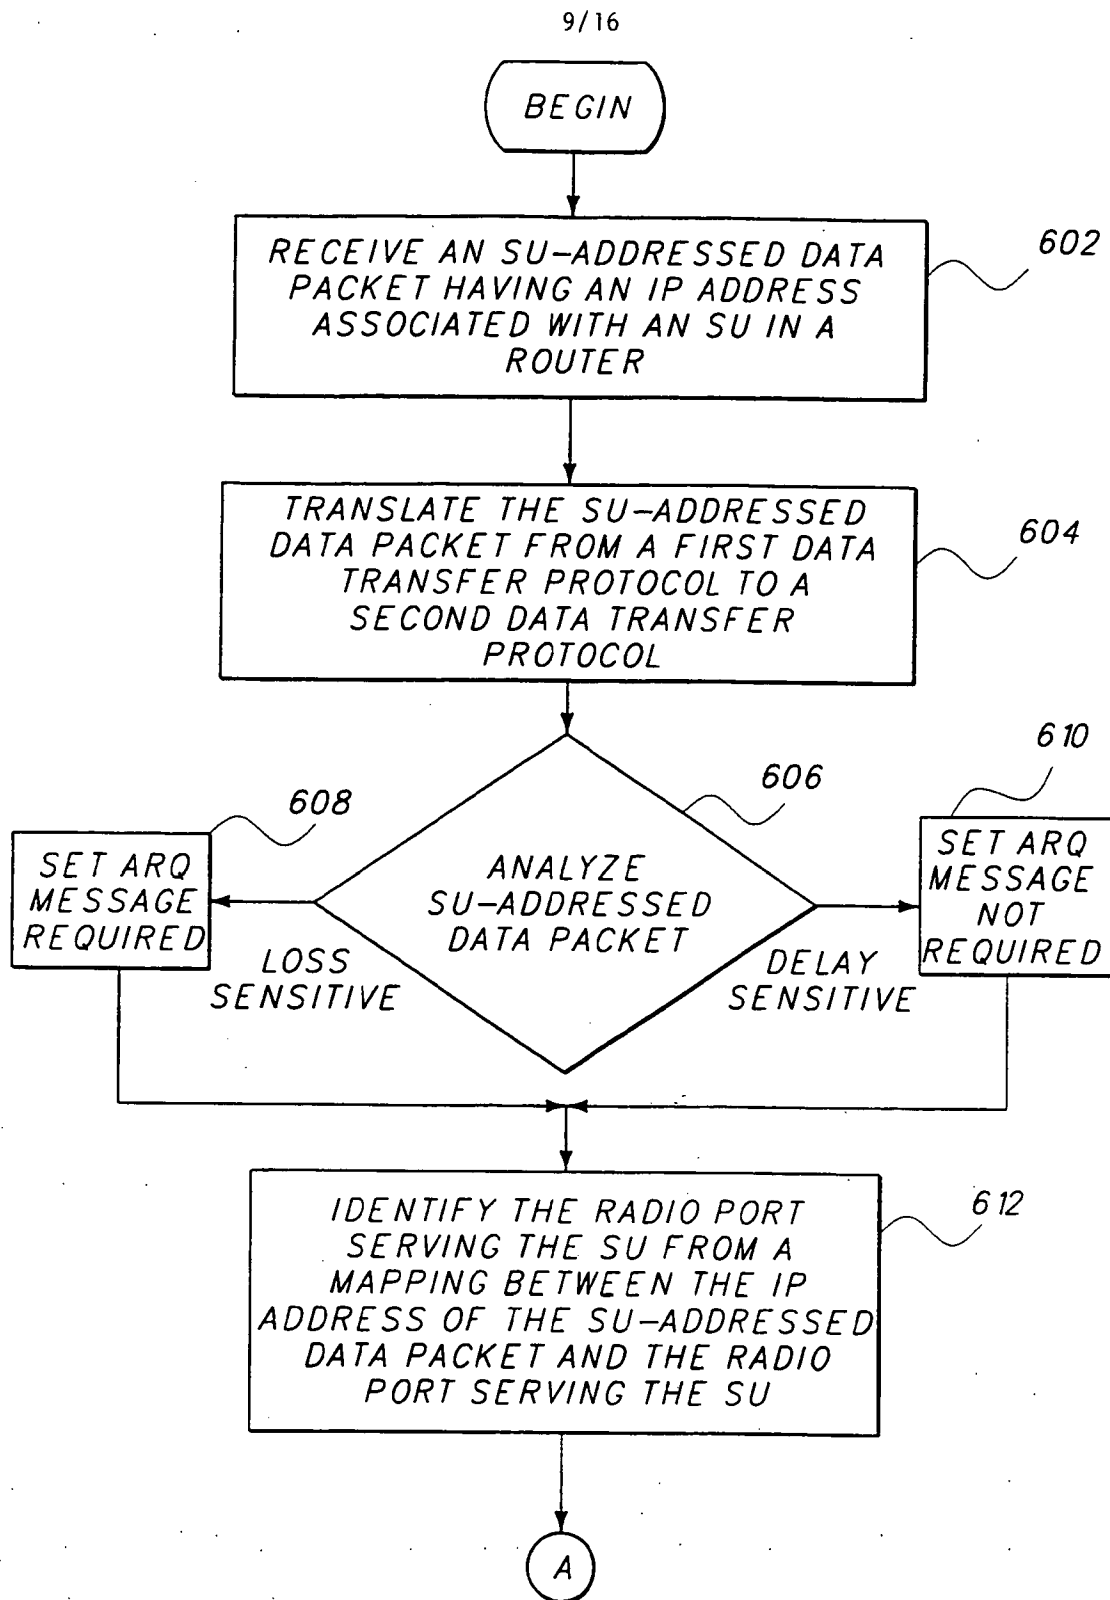 9/16
BEGIN
RECEIVE AN SU-ADDRESSED DATA
PACKET HAVING AN IP ADDRESS
ASSOCIATED WITH AN SU IN A
ROUTER
602
TRANSLATE THE SU-ADDRESSED
DATA PACKET FROM A FIRST DATA
TRANSFER PROTOCOL TO A
SECOND DATA TRANSFER
PROTOCOL
604
606
ANALYZE
SU-ADDRESSED
DATA PACKET
608
SET ARQ
MESSAGE
REQUIRED
LOSS
SENSITIVE
610
SET ARQ
MESSAGE
NOT
REQUIRED
DELAY
SENSITIVE
IDENTIFY THE RADIO PORT
SERVING THE SU FROM A
MAPPING BETWEEN THE IP
ADDRESS OF THE SU-ADDRESSED
DATA PACKET AND THE RADIO
PORT SERVING THE SU
612
A